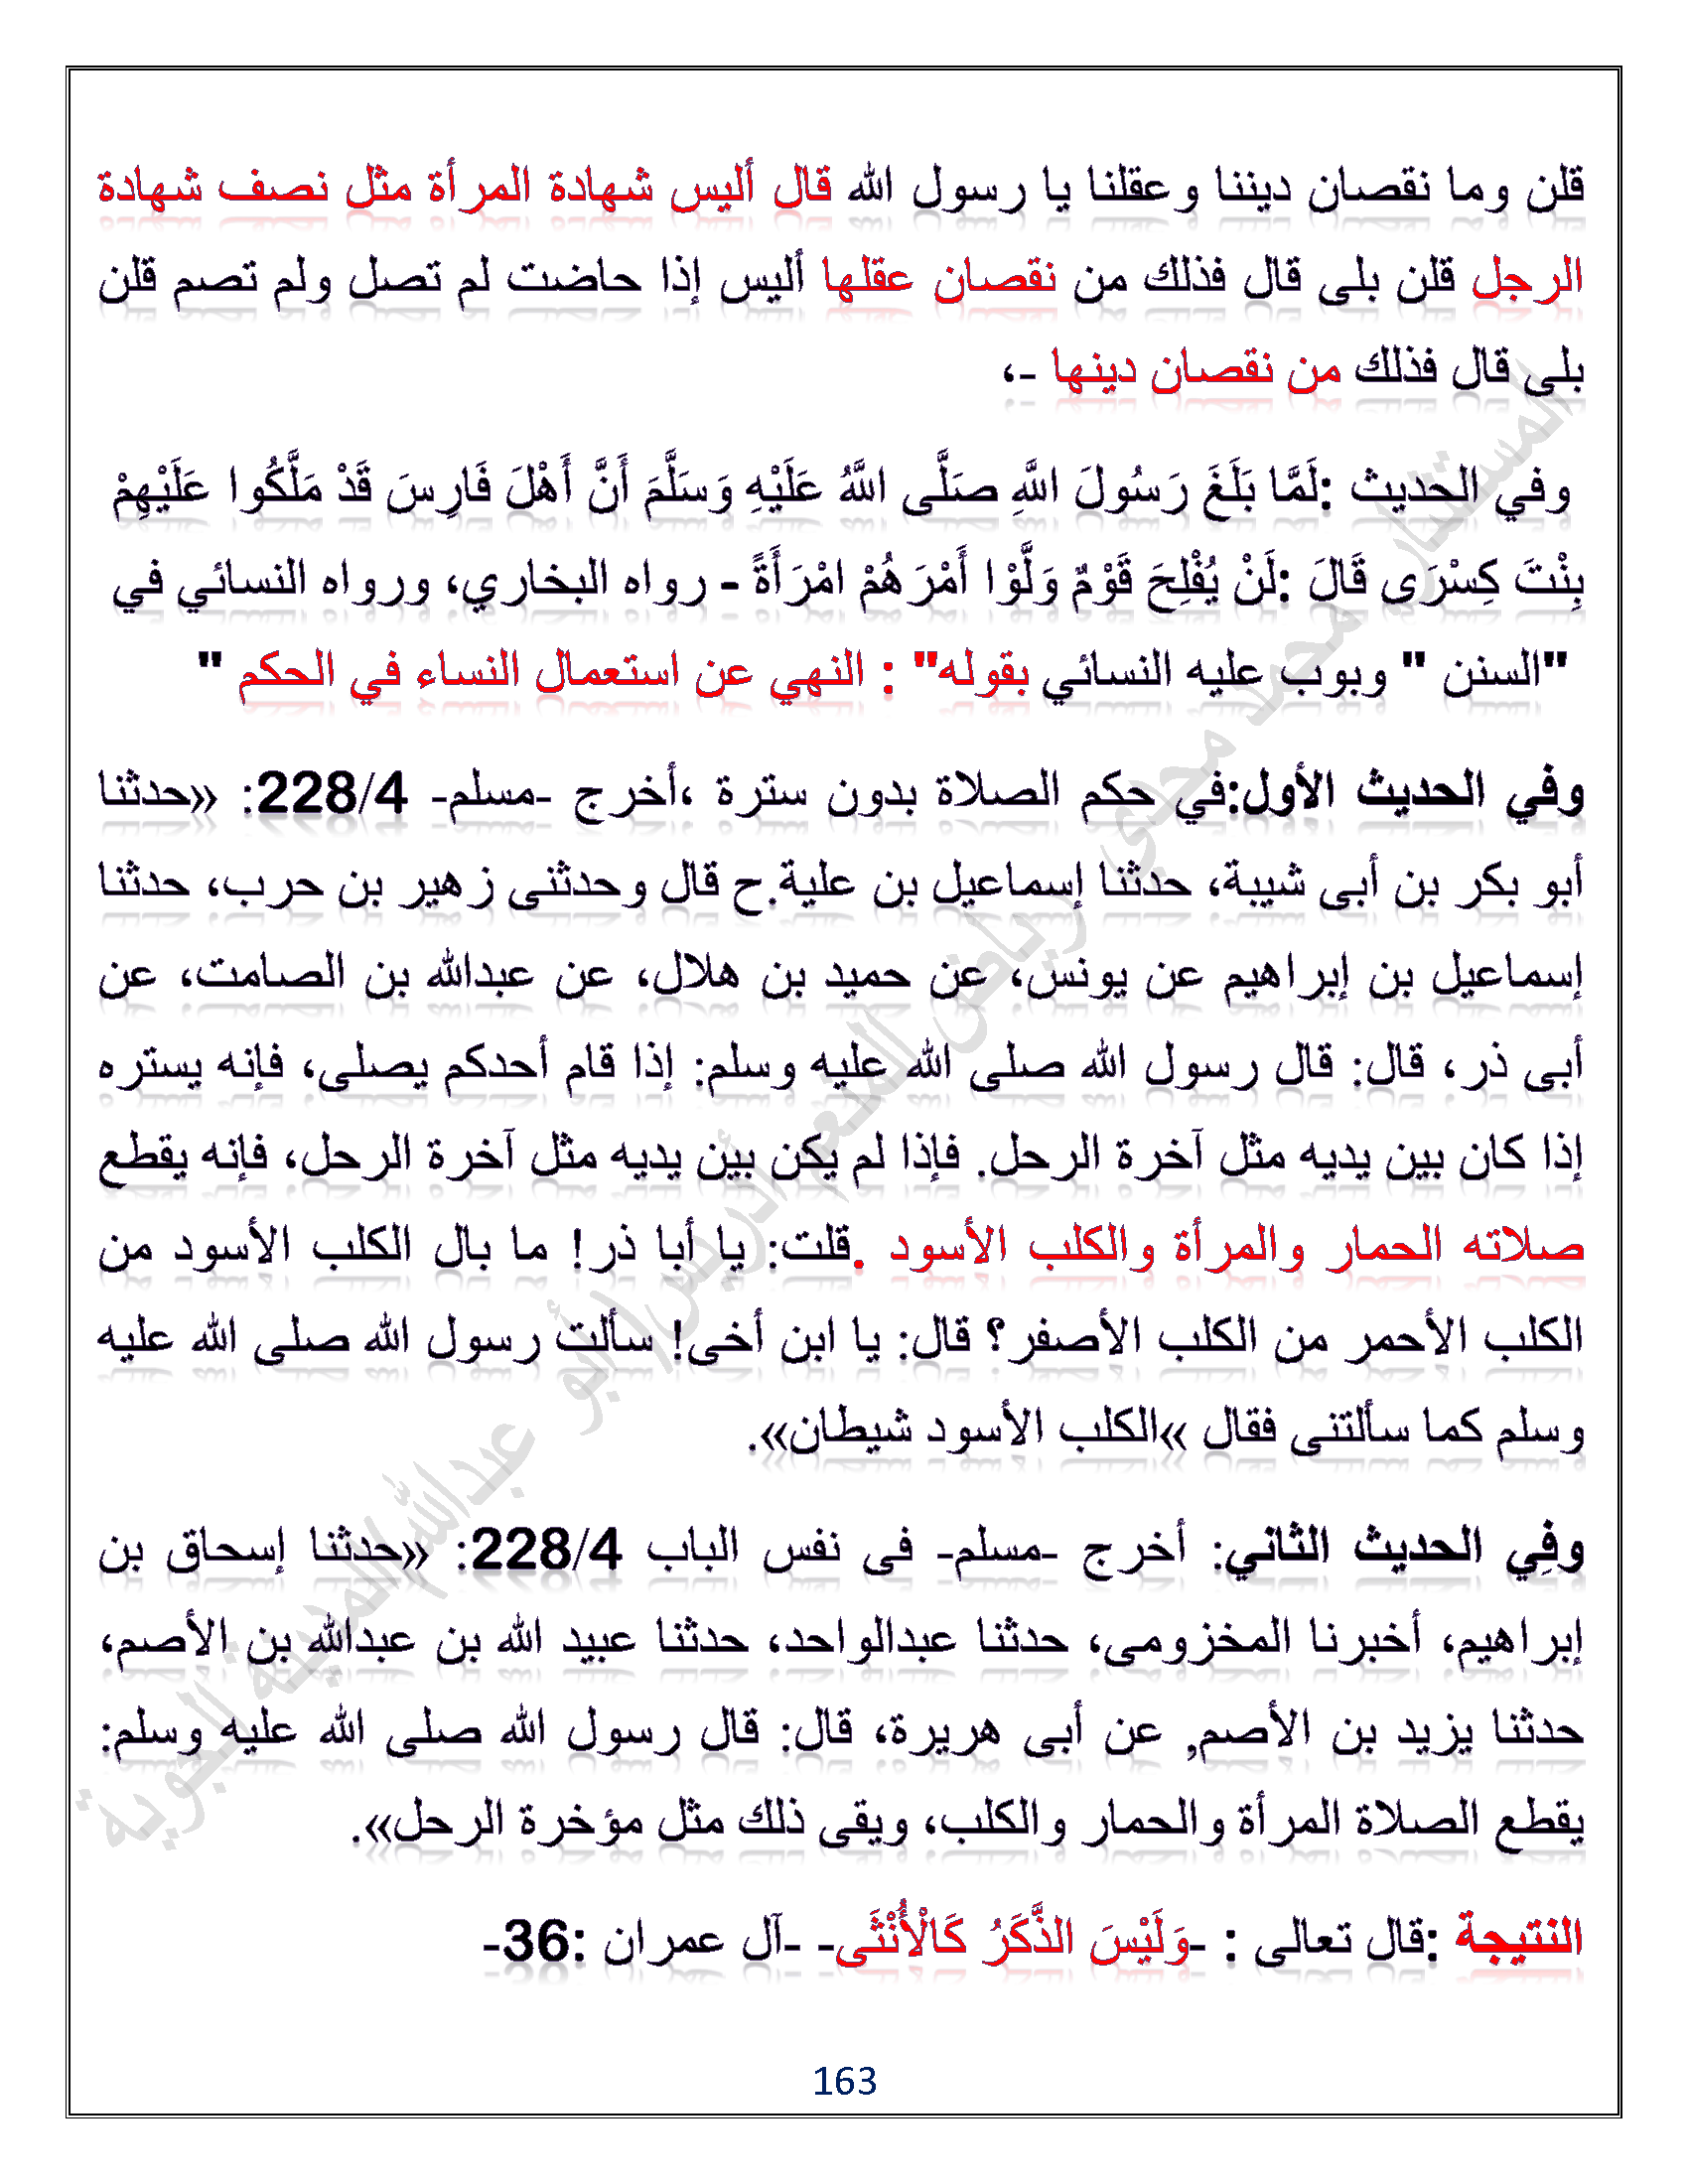 قلن وما نقصان ديننا وعقلنا يا رسول الله قال أليس شهادة المرأة مثل نصف شهادة
الرجل قلن بلى قال فذلك من نقصان عقلها أليس إذا حاضت لم تصل ولم تصم قلن
بلى قال فذلك من نقصان دينها -،
وفي الحديث :لَمَّا بَلَغَ رَسُولَ اللَّهِ صَلَّى اللَّهُ عَلَيْهِ وَسَلَّمَ أَنَّ أَهْلَ فَارِسَ قَدْ مَلَّكُوا عَلَيْهِمْ
بِنْتَ كِسْرَى قَالَ :لَنْ يُفْلِحَ قَوْمٌ وَلَّوْا أَمْرَهُمْ امْرَأَةً - رواه البخاري، ورواه النسائي في
"السنن " وبوب عليه النسائي بقوله" : النهي عن استعمال النساء في الحكم "
وفي الحديث الأول:في حكم الصلاة بدون سترة ،أخرج -مسلم- 228/4: «حدثنا
أبو بكر بن أبى شيبة، حدثنا إسماعيل بن علية.ح قال وحدثنى زهير بن حرب، حدثنا
إسماعيل بن إبراهيم عن يونس، عن حميد بن هلال، عن عبدالله بن الصامت، عن
أبى ذر، قال: قال رسول الله صلى الله عليه وسلم: إذا قام أحدكم يصلى، فإنه يستره
إذا كان بين يديه مثل آخرة الرحل. فإذا لم يكن بين يديه مثل آخرة الرحل، فإنه يقطع
صلاته الحمار والمرأة والكلب الأسود .قلت: يا أبا ذر! ما بال الكلب الأسود من
الكلب الأحمر من الكلب الأصفر؟ قال: يا ابن أخى! سألت رسول الله صلى الله عليه
وسلم كما سألتنى فقال »الكلب الأسود شيطان».
وفِي الحديث الثاني: أخرج -مسلم- فى نفس الباب 228/4: «حدثنا إسحاق بن
إبراهيم، أخبرنا المخزومى، حدثنا عبدالواحد، حدثنا عبيد الله بن عبدالله بن الأصم،
حدثنا يزيد بن الأصم, عن أبى هريرة، قال: قال رسول الله صلى الله عليه وسلم:
يقطع الصلاة المرأة والحمار والكلب، ويقى ذلك مثل مؤخرة الرحل».
النتيجة :قال تعالى : -وَلَيْسَ الذَّكَرُ كَالْأُنْثَى- -آل عمران :36-
163